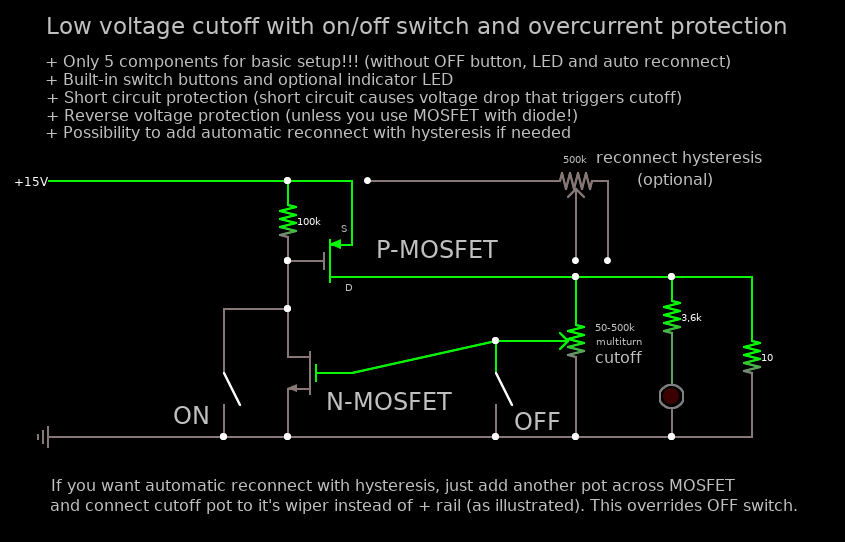 Low voltage cutoff with on/off switch and overcurrent protection
+ Only 5 components for basic setup!!! (without OFF button, LED and auto reconnect)
+ Built-in switch buttons and optional indicator LED
+ Short circuit protection (short circuit causes voltage drop that triggers cutoff)
+ Reverse voltage protection (unless you use MOSFET with diode!)
+ Possibility to add automatic reconnect with hysteresis if needed
500k reconnect hysteresis
(optional)
+15V
100k
S
P-MOSFET
D
3,6k
50-500k
multiturn
cutoff
10
N-MOSFET
ON
OFF
If you want automatic reconnect with hysteresis, just add another pot across MOSFET
and connect cutoff pot to it's wiper instead of + rail (as illustrated). This overrides OFF switch.